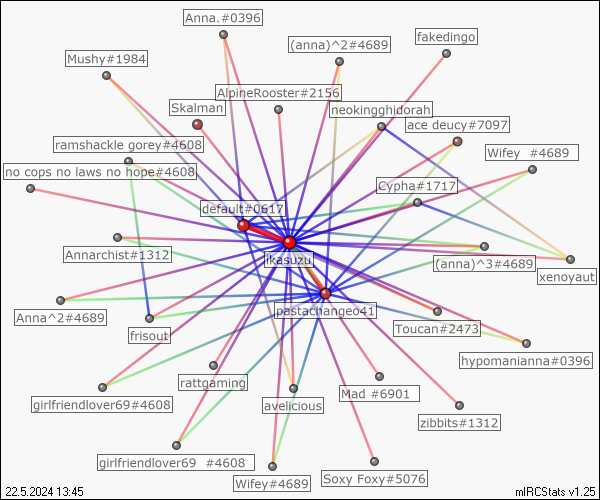 Anna.#0396
fakedingo
(anna)^2#4689
Mushy#1984
AlpineRooster#2156
Skalman
neokingghidorah
ace deucy#7097
ramshackle gorey#4608
Wifey  #4689
no cops no laws no hope#4608
Cypha#1717
default#0617
Annarchist#1312
ikasuzu
(anna)^3#4689
xenoyaut
Anna^2#4689
pastachangeo41
Toucan#2473
frisout
hypomanianna#0396
rattgaming
Mad #6901
girlfriendlover69#4608
avelicious
zibbits#1312
girlfriendlover69  #4608
Soxy Foxy#5076
Wifey#4689
22.5.2024 13:45
mIRCStats v1.25